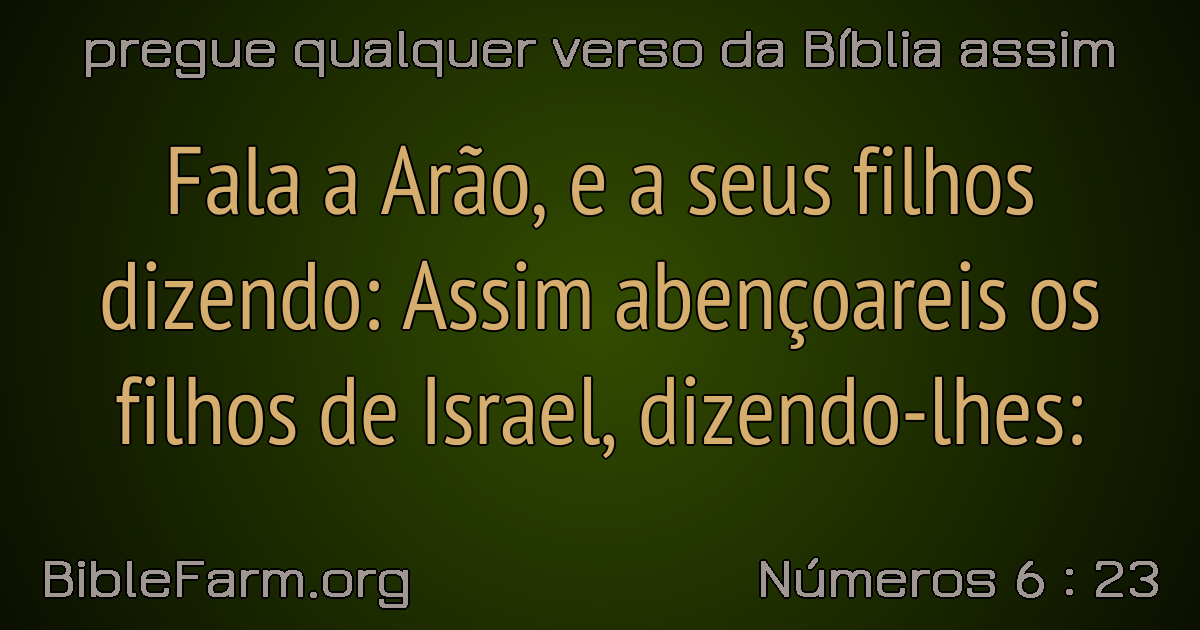 pregue qualquer verso da Bíblia assim
Fala a Arão, e a seus filhos
dizendo: Assim abençoareis os
filhos de Israel, dizendo-lhes:
BibleFarm.org
Números 6 : 23